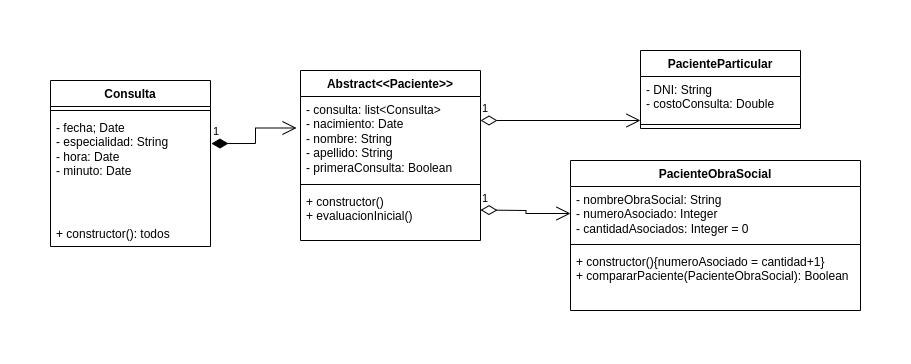 Consulta
- fecha; Date
- especialidad: String
- hora: Date
- minuto: Date
+ constructor(): todos
1
Abstract<<Paciente>>
- consulta: list<Consulta>
- nacimiento: Date
- nombre: String
- apellido: String
- primeraConsulta: Boolean
+ constructor()
+ evaluacionInicial()
1
1
PacienteParticular
- DNI: String
- costoConsulta: Double
PacienteObraSocial
- nombreObraSocial: String
- numeroAsociado: Integer
- cantidadAsociados: Integer = 0
+ constructor(){numeroAsociado = cantidad+1}
+ compararPaciente(PacienteObraSocial): Boolean